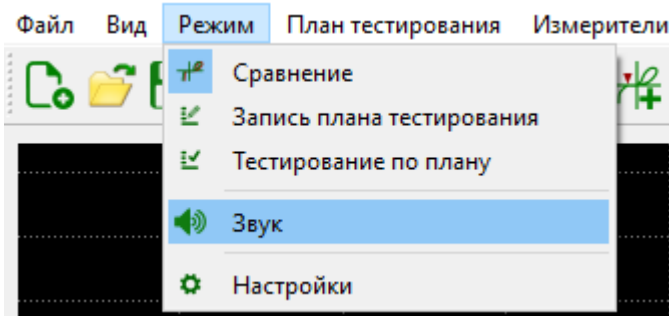 Файл Вид Режим План тестирования Измерители
Сравнение
Запись плана тестирования
Тестирование по плану
Звук
Настройки